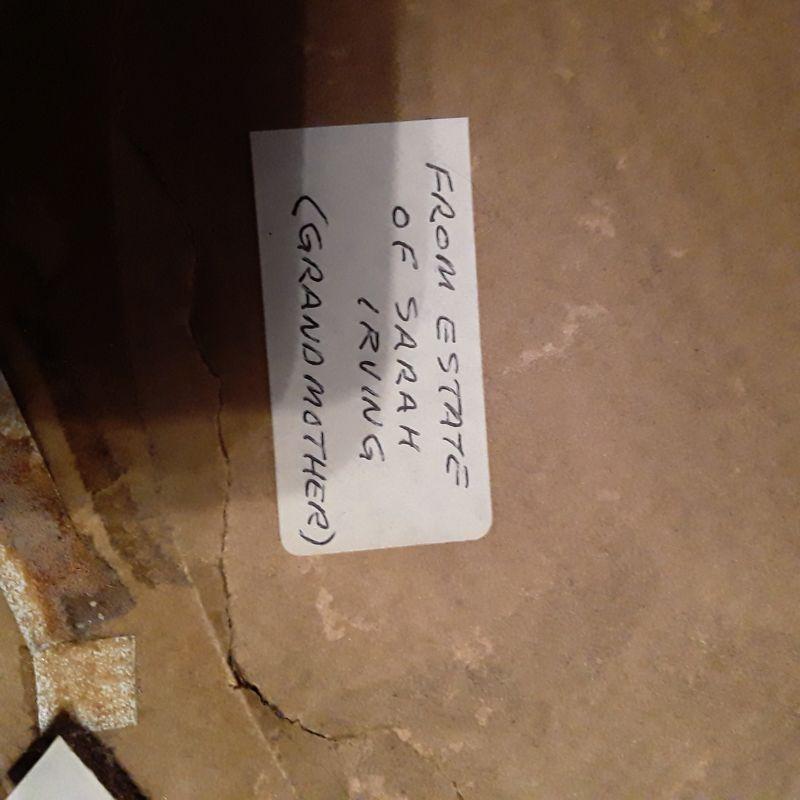 FROM ESTATE
OF SARAH
IRVING
(GRANDMOTHER)